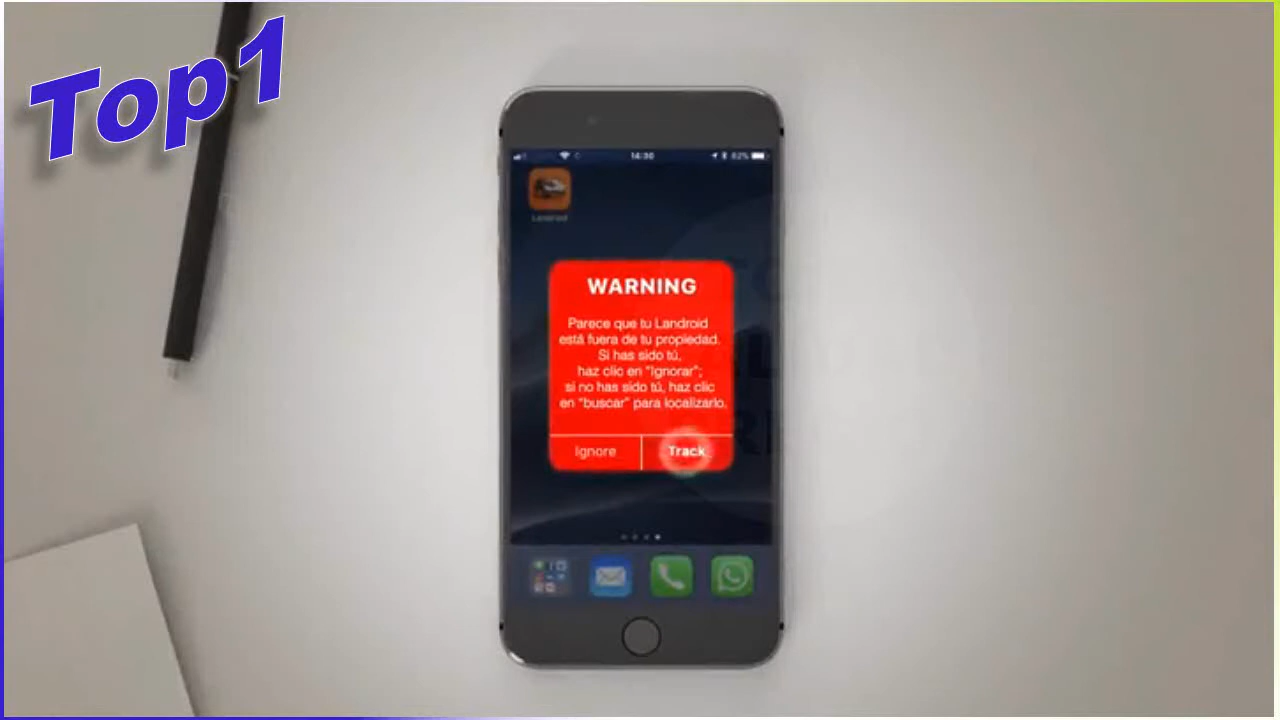 Top1
14:30
82%
Landroid
WARNING
Parece que tu Landroid
está fuera de tu propiedad.
Si has sido tú,
haz clic en "Ignorar";
si no has sido tú, haz clic
en "buscar" para localizarlo.
Ignore
Track